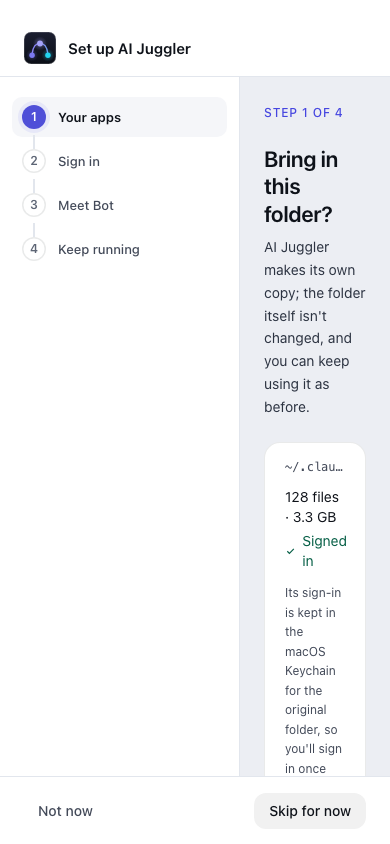 Set up AI Juggler
1 Your apps
2 Sign in
3 Meet Bot
4 Keep running
STEP 1 OF 4
Bring in
this
folder?
AI Juggler
makes its own
copy; the folder
itself isn't
changed, and
you can keep
using it as
before.
~/.clau…
128 files
· 3.3 GB
Signed
in
Its sign-in
is kept in
the
macOS
Keychain
for the
original
folder, so
you'll sign
in once
Not now
Skip for now